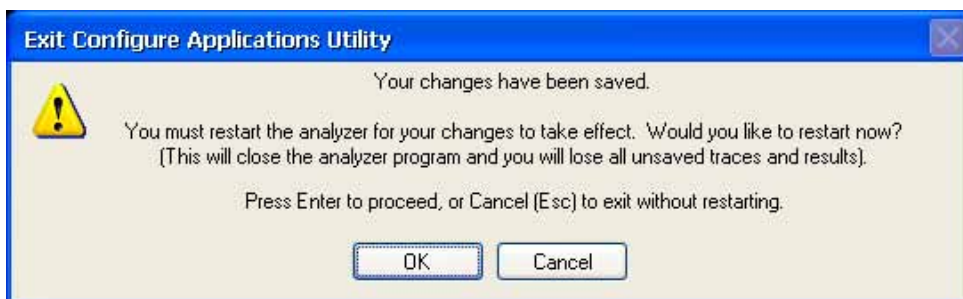 Exit Configure Applications Utility
Your changes have been saved.
You must restart the analyzer for your changes to take effect. Would you like to restart now?
(This will close the analyzer program and you will lose all unsaved traces and results).
Press Enter to proceed, or Cancel (Esc) to exit without restarting.
OK Cancel